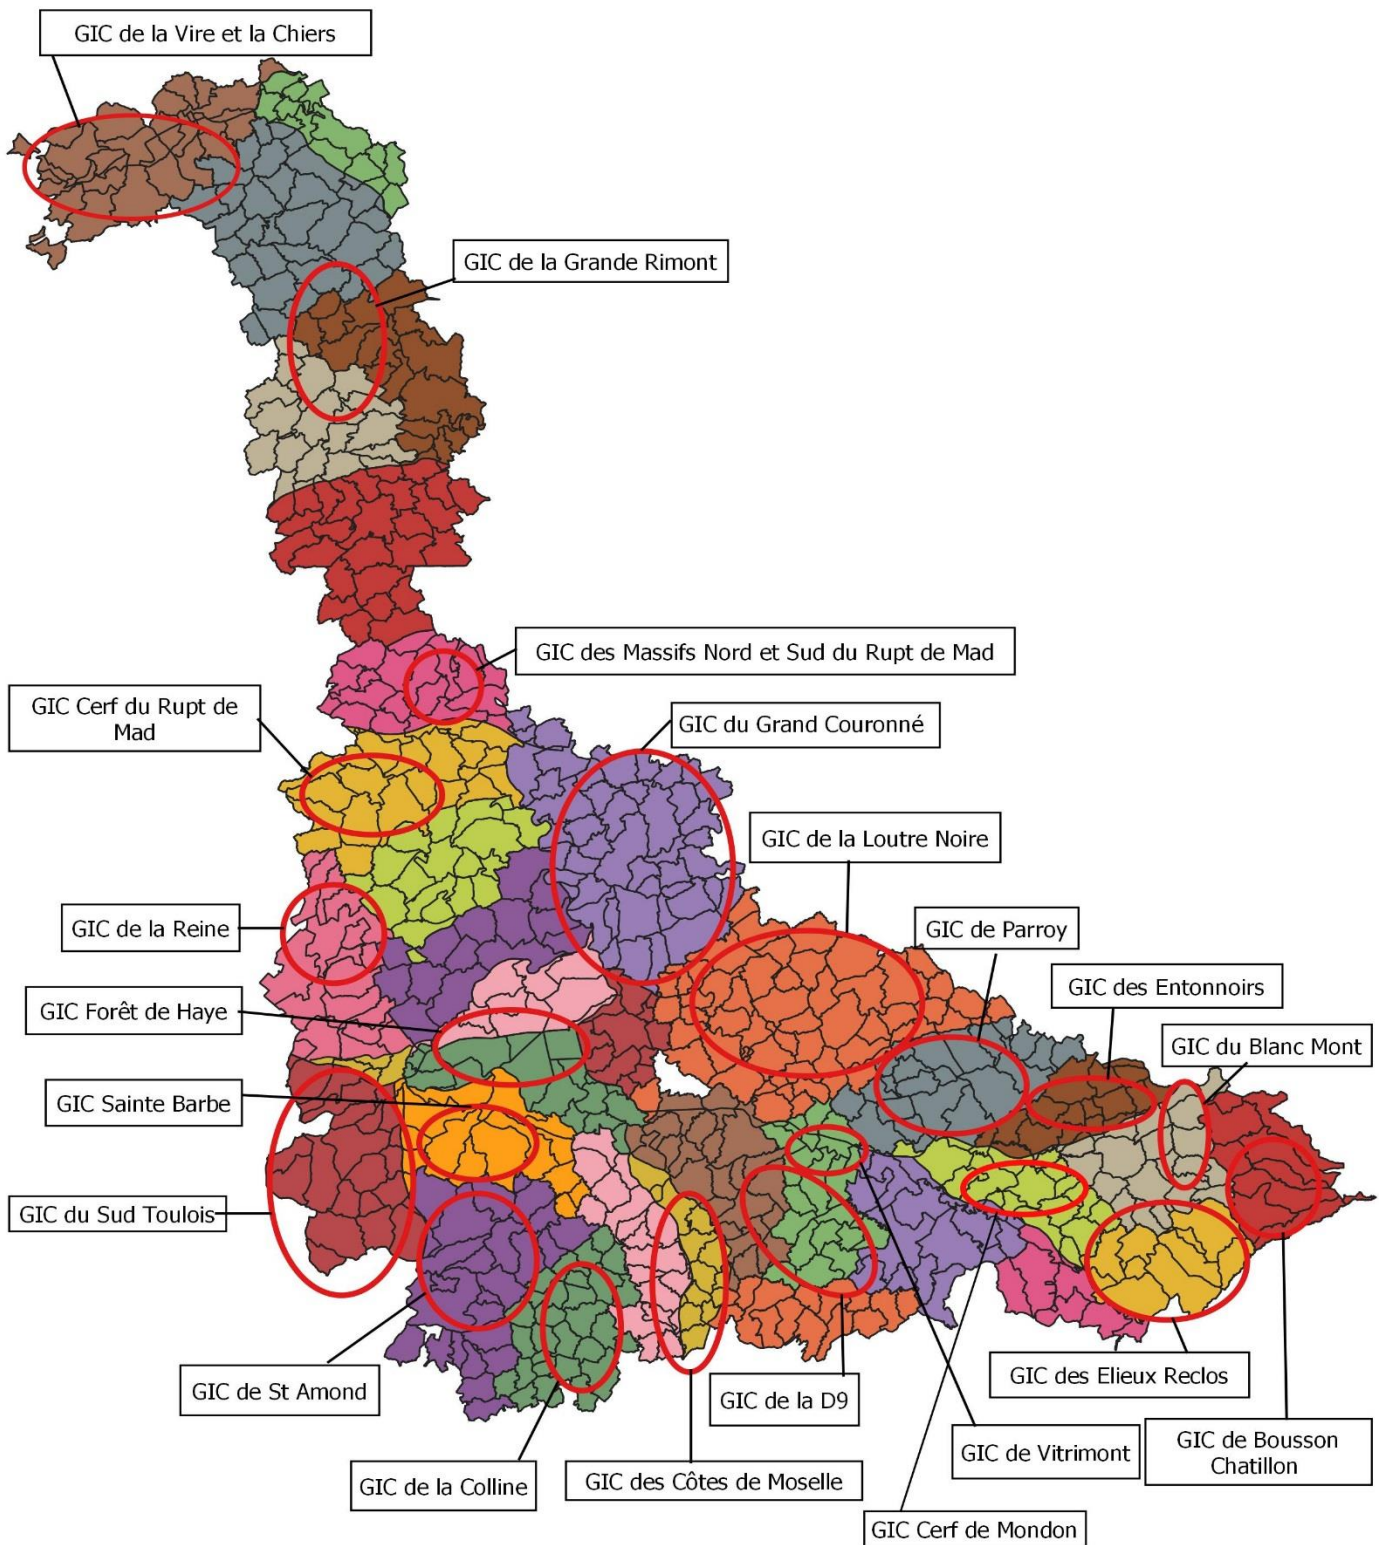 GIC de la Vire et la Chiers
GIC de la Grande Rimont
GIC des Massifs Nord et Sud du Rupt de Mad
GIC Cerf du Rupt de
Mad
GIC du Grand Couronné
GIC de la Loutre Noire
GIC de la Reine
GIC de Parroy
GIC des Entonnoirs
GIC Forêt de Haye
GIC du Blanc Mont
GIC Sainte Barbe
GIC du Sud Toulois
GIC des Elieux Reclos
GIC de St Amond
GIC de la D9
GIC de Vitrimont
GIC de Bousson
Chatillon
GIC de la Colline
GIC des Côtes de Moselle
GIC Cerf de Mondon